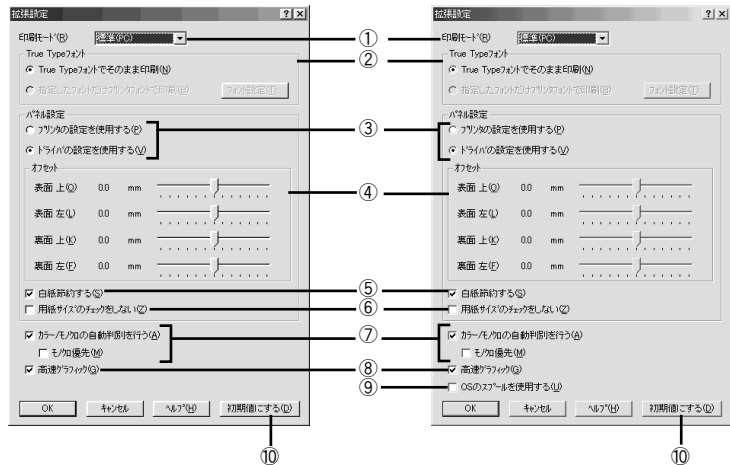 拡張設定
印刷モード(R) 標準(PC)
True Typeフォント
True Typeフォントでそのまま印刷(N)
指定したフォントだけプリンタフォントで印刷(B) フォント設定(T)...
パネル設定
プリンタの設定を使用する(P)
ドライバの設定を使用する(V)
オフセット
表面 上(O) 0.0 mm
表面 左(L) 0.0 mm
裏面 上(K) 0.0 mm
裏面 左(F) 0.0 mm
白紙節約する(S)
用紙サイズのチェックをしない(Z)
カラー/モノクロの自動判別を行う(A)
モノクロ優先(M)
高速グラフィック(G)
OK キャンセル ヘルプ(H) 初期値にする(D)
①
②
③
④
⑤
⑥
⑦
⑧
⑨
⑩
拡張設定
印刷モード(R) 標準(PC)
True Typeフォント
True Typeフォントでそのまま印刷(N)
指定したフォントだけプリンタフォントで印刷(B) フォント設定(T)...
パネル設定
プリンタの設定を使用する(P)
ドライバの設定を使用する(V)
オフセット
表面 上(O) 0.0 mm
表面 左(L) 0.0 mm
裏面 上(K) 0.0 mm
裏面 左(F) 0.0 mm
白紙節約する(S)
用紙サイズのチェックをしない(Z)
カラー/モノクロの自動判別を行う(A)
モノクロ優先(M)
高速グラフィック(G)
OSのスプールを使用する(U)
OK キャンセル ヘルプ(H) 初期値にする(D)
⑩